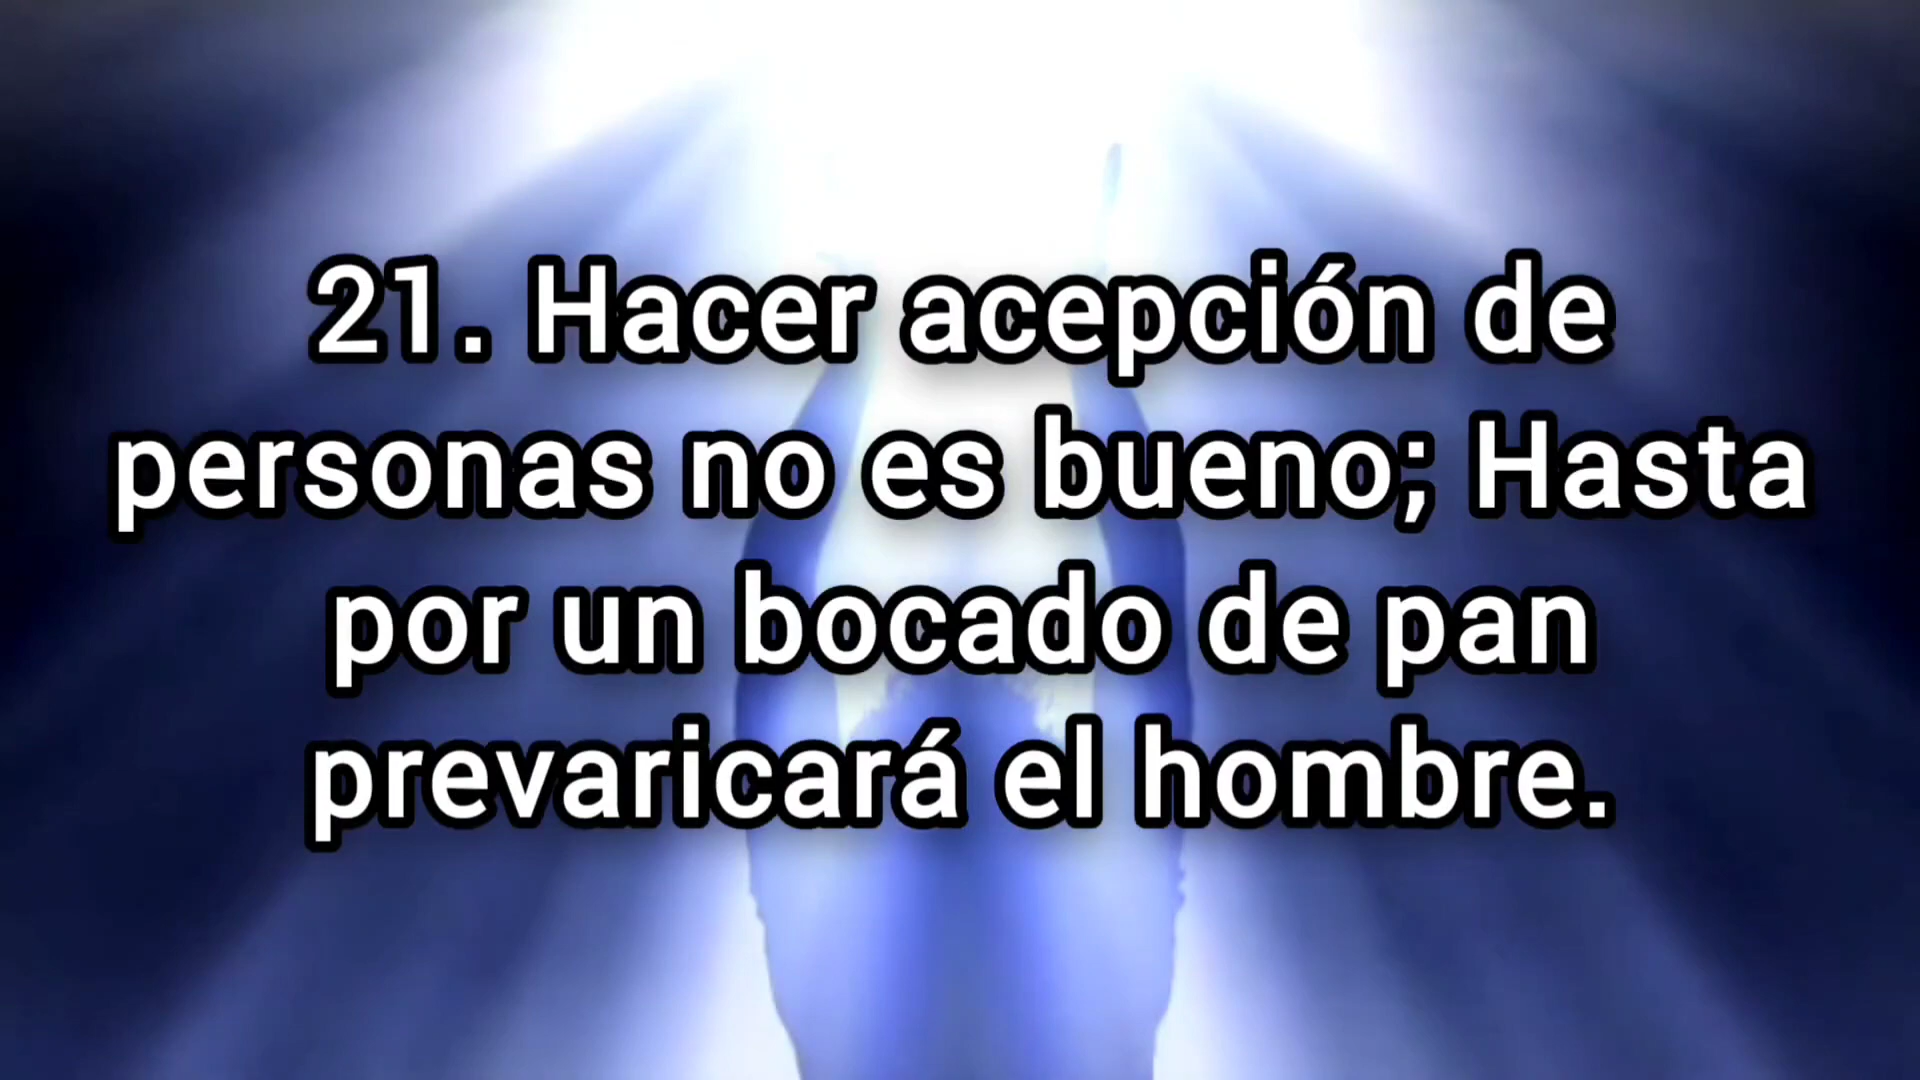 21. Hacer acepción de
personas no es bueno; Hasta
por un bocado de pan
prevaricará el hombre.